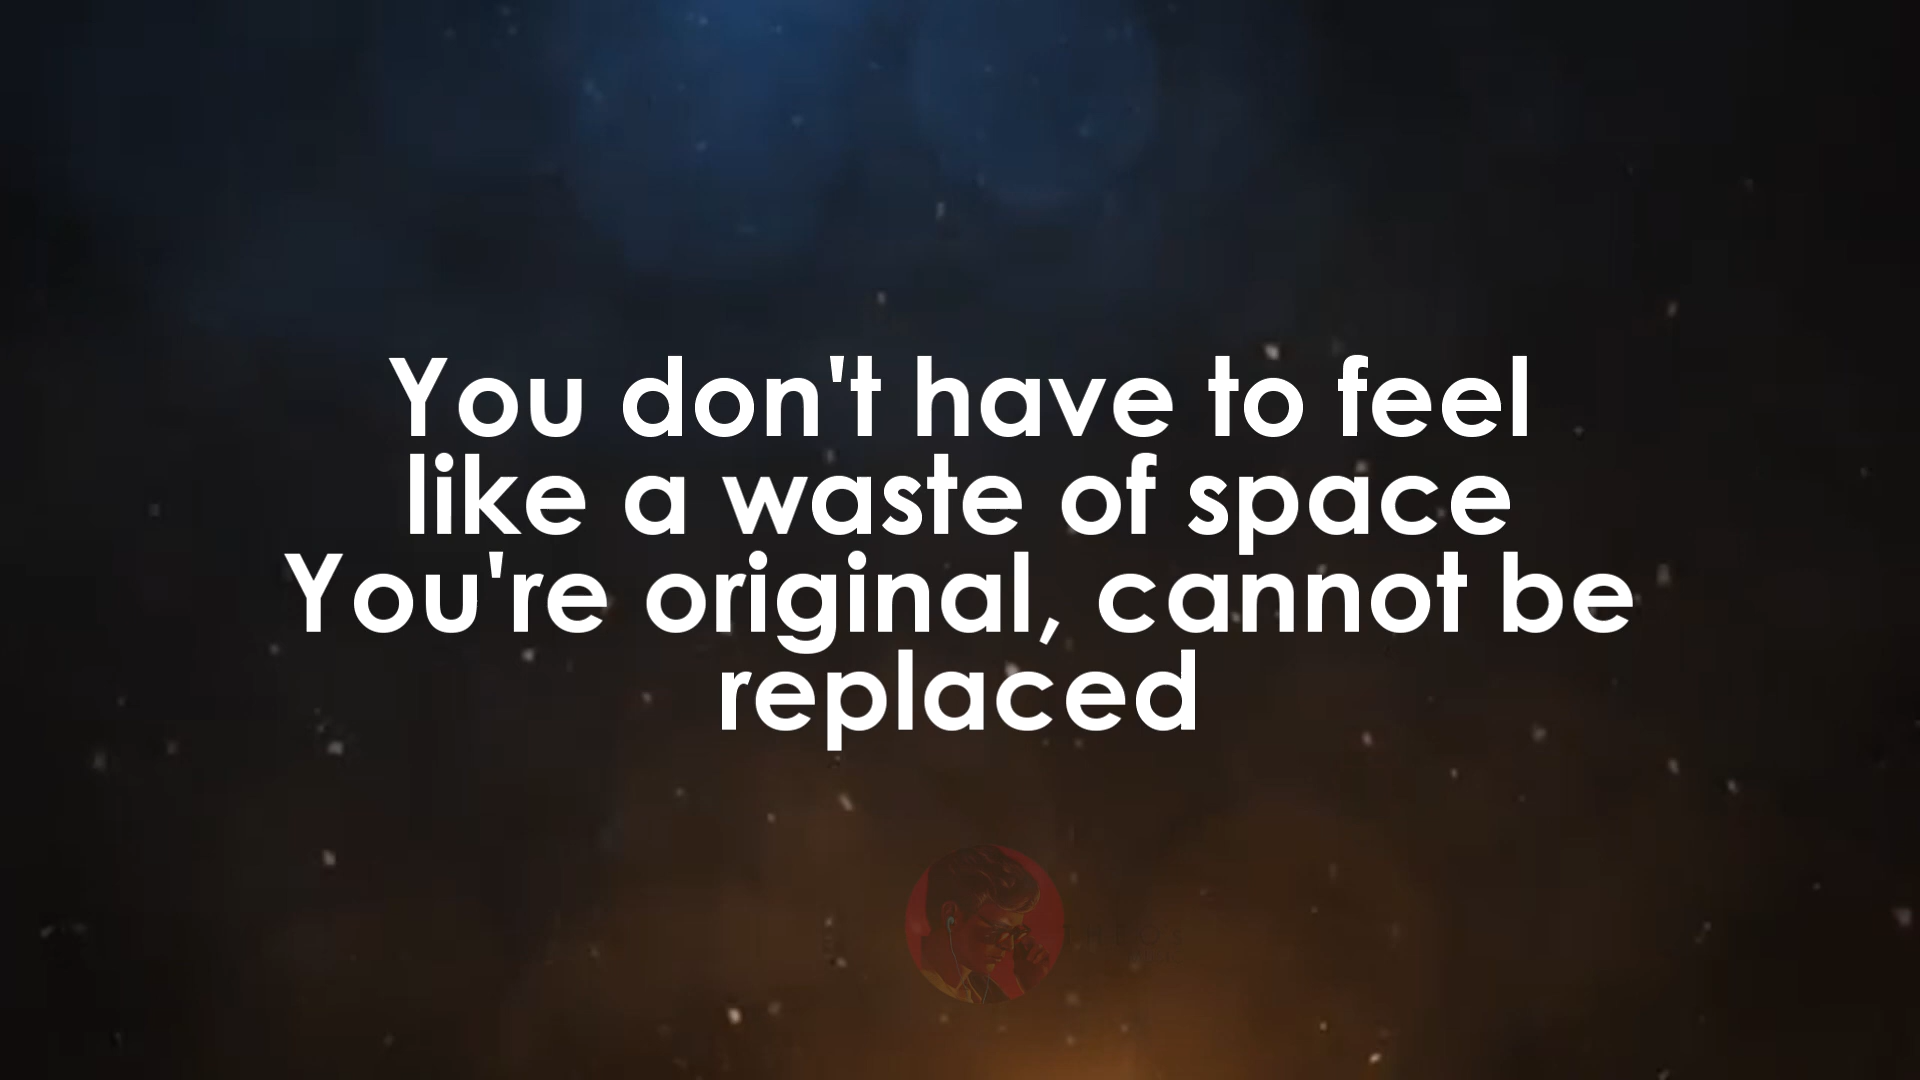 You don't have to feel
like a waste of space
You're original, cannot be
replaced